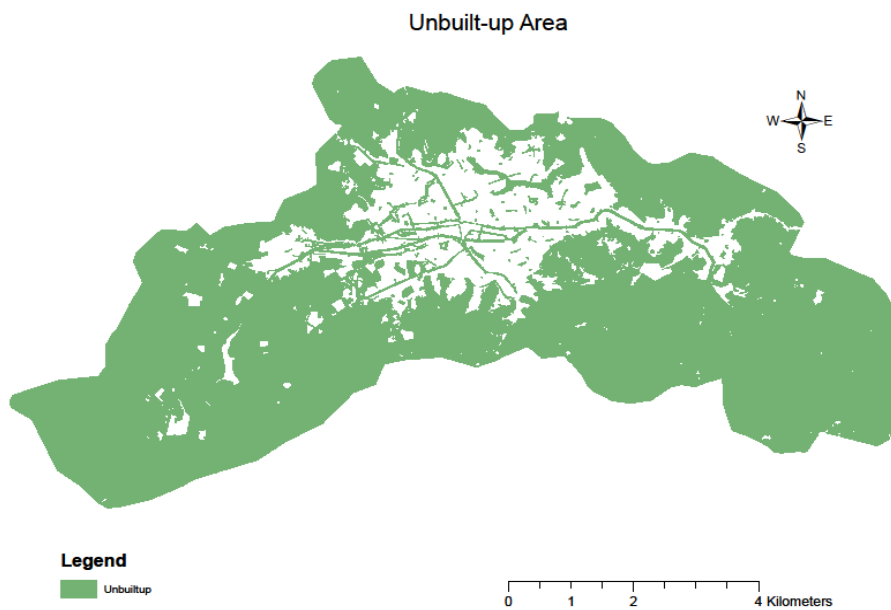 Unbuilt-up Area
N
W E
S
Legend
Unbuiltup
0 1 2 4 Kilometers